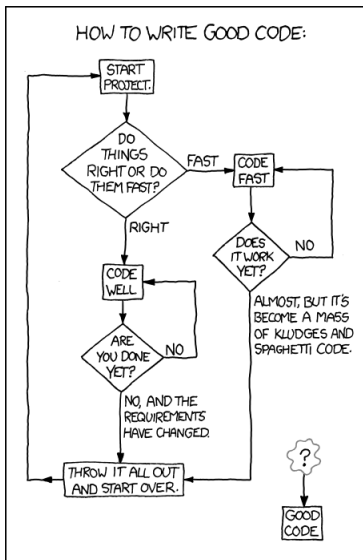 HOW TO WRITE GOOD CODE:
START
PROJECT.
DO
THINGS
RIGHT OR DO
THEM FAST?
FAST
CODE
FAST
RIGHT
DOES
IT WORK
YET?
NO
CODE
WELL
ALMOST, BUT IT'S
BECOME A MASS
OF KLUDGES AND
SPAGHETTI CODE.
ARE
YOU DONE
YET?
NO
NO, AND THE
REQUIREMENTS
HAVE CHANGED.
THROW IT ALL OUT
AND START OVER.
?
GOOD
CODE